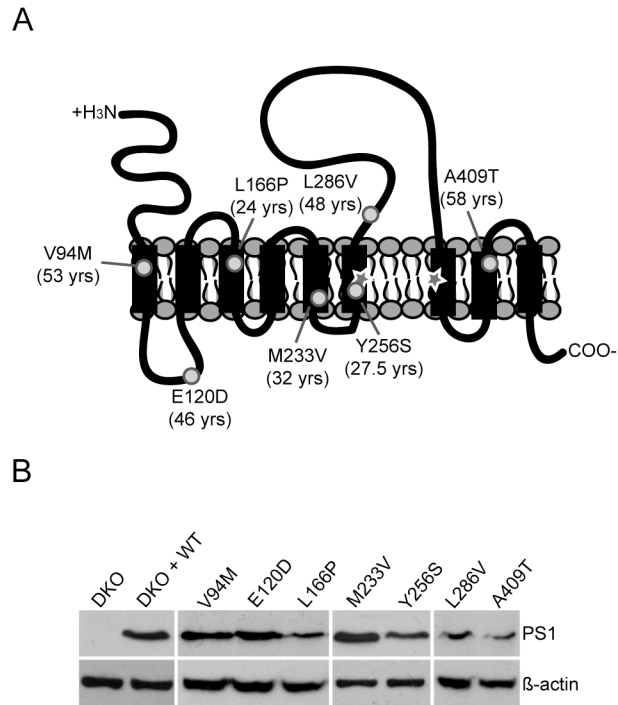 A
+H₃N
L166P
(24 yrs)
L286V
(48 yrs)
A409T
(58 yrs)
V94M
(53 yrs)
M233V
(32 yrs)
Y256S
(27.5 yrs)
COO-
E120D
(46 yrs)
B
DKO
DKO + WT
V94M
E120D
L166P
M233V
Y256S
L286V
A409T
PS1
ß-actin